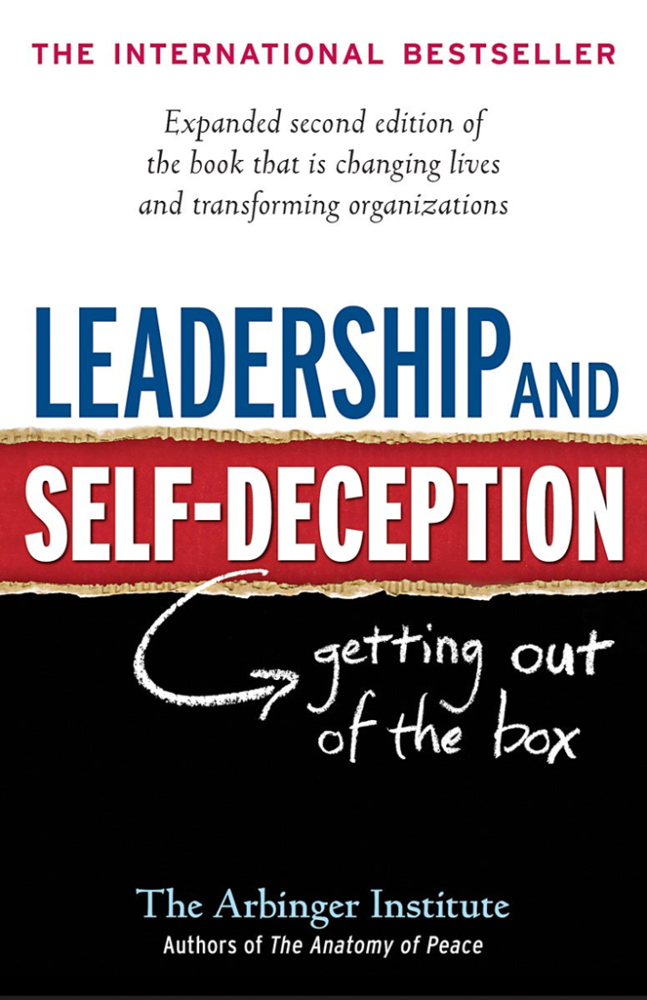 THE INTERNATIONAL BESTSELLER
Expanded second edition of
the book that is changing lives
and transforming organizations
LEADERSHIP AND
SELF-DECEPTION
getting out
of the box
The Arbinger Institute
Authors of The Anatomy of Peace